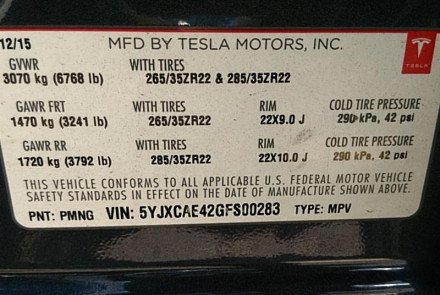 12/15 MFD BY TESLA MOTORS, INC.
TESLA
GVWR WITH TIRES
3070 kg (6768 lb) 265/35ZR22 & 285/35ZR22
GAWR FRT WITH TIRES RIM COLD TIRE PRESSURE
1470 kg (3241 lb) 265/35ZR22 22X9.0 J 290 kPa, 42 psi
GAWR RR WITH TIRES RIM COLD TIRE PRESSURE
1720 kg (3792 lb) 285/35ZR22 22X10.0 J 290 kPa, 42 psi
THIS VEHICLE CONFORMS TO ALL APPLICABLE U.S. FEDERAL MOTOR VEHICLE
SAFETY STANDARDS IN EFFECT ON THE DATE OF MANUFACTURE SHOWN ABOVE.
PNT: PMNG VIN: 5YJXCAE42GFS00283 TYPE: MPV